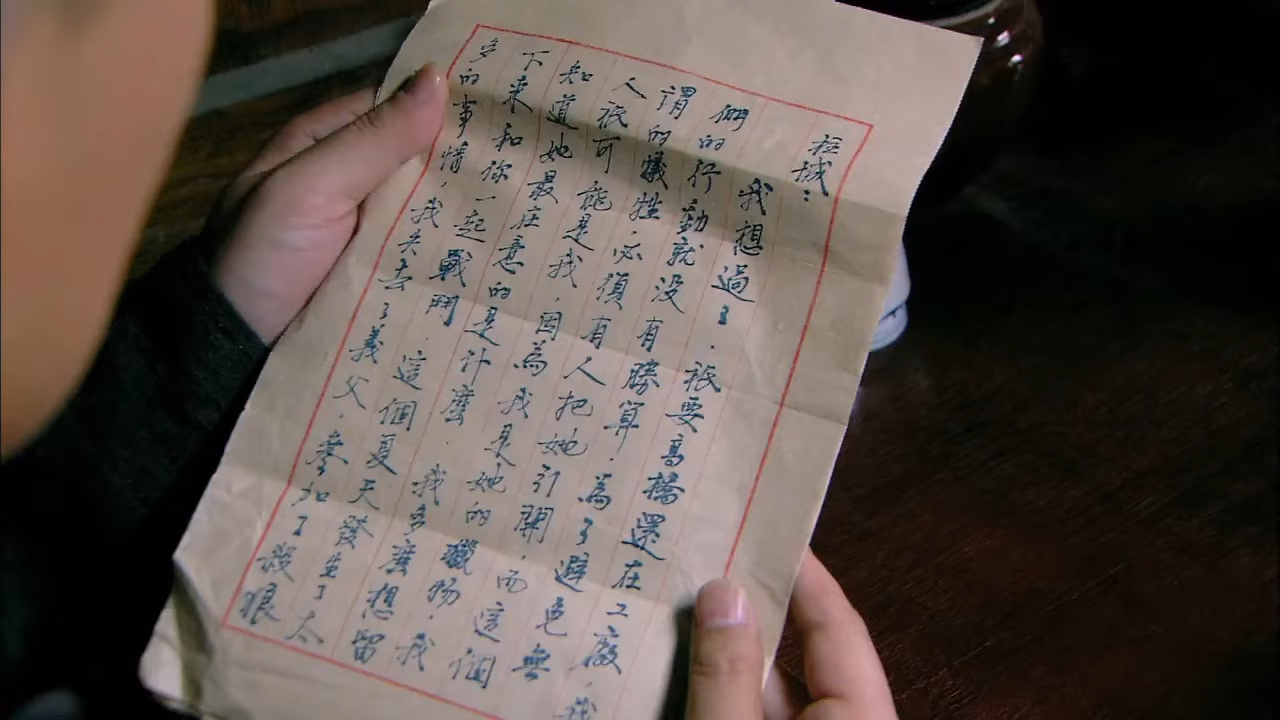 城：
我想過了．祇要高橋還在工廠，我
們的行動就没有勝算．為了避免無
謂的犧牲，必須有人把她引開，而這個
人祇可能是我．因為我是她的獵物．我
知道她最在意的是什麼．我多麼想留
下來和你一起戰鬥．這個夏天發生了太
多的事情，我失去了義父，參加了殺狼